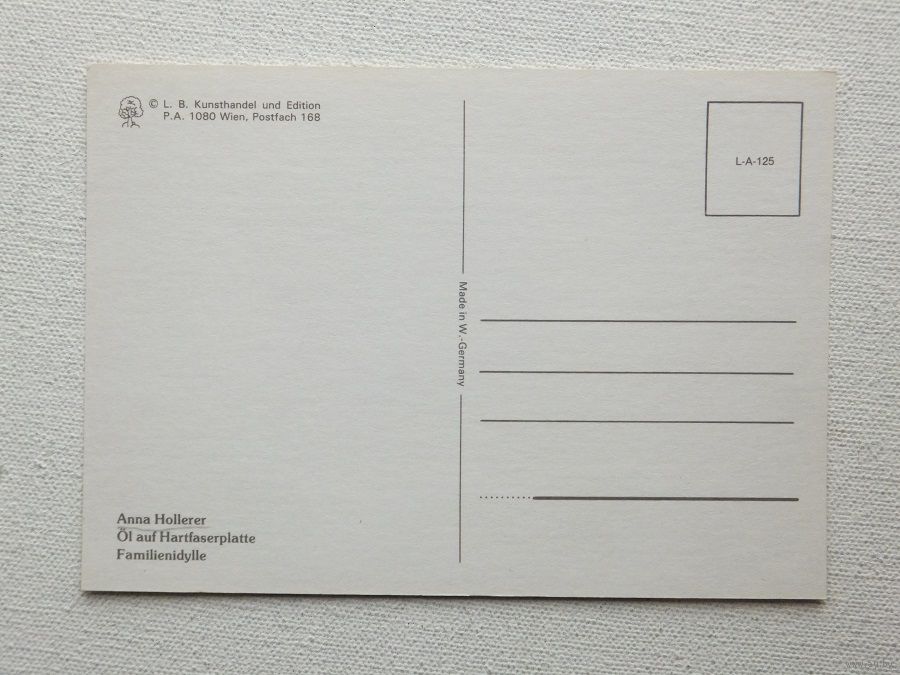 © L. B. Kunsthandel und Edition
P.A. 1080 Wien, Postfach 168
L-A-125
Made in W.-Germany
Anna Hollerer
Öl auf Hartfaserplatte
Familienidylle